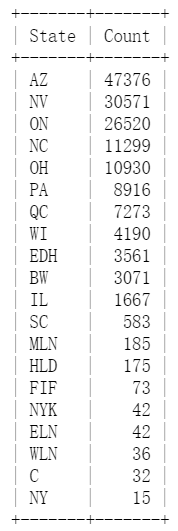 +-------+-------+
| State | Count |
+-------+-------+
| AZ | 47376 |
| NV | 30571 |
| ON | 26520 |
| NC | 11299 |
| OH | 10930 |
| PA | 8916 |
| QC | 7273 |
| WI | 4190 |
| EDH | 3561 |
| BW | 3071 |
| IL | 1667 |
| SC | 583 |
| MLN | 185 |
| HLD | 175 |
| FIF | 73 |
| NYK | 42 |
| ELN | 42 |
| WLN | 36 |
| C | 32 |
| NY | 15 |
+-------+-------+